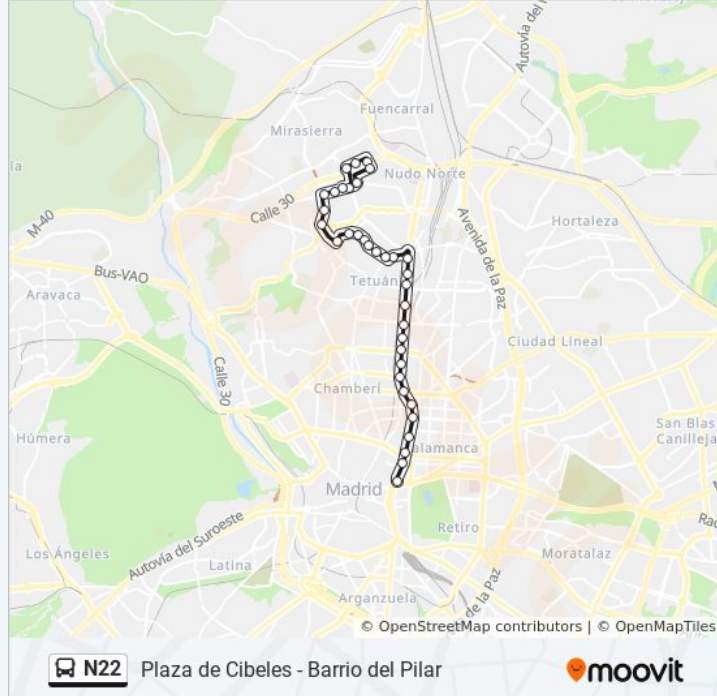 Fuencarral
Mirasierra
Autovía del
la
Nudo Norte
Calle 30
M-40
Avenida de la Paz
Hortaleza
Bus-VAO
Aravaca
Tetuán
Calle 30
Ciudad Lineal
Chamberí
Húmera
San Blas
Canilleja
alamanca
Madrid
Autovía del Suroeste
Retiro
Los Ángeles
Latina
Moratalaz
Arganzuela
de la Paz
© OpenStreetMap contributors | © OpenMapTiles
N22 Plaza de Cibeles - Barrio del Pilar
moovit